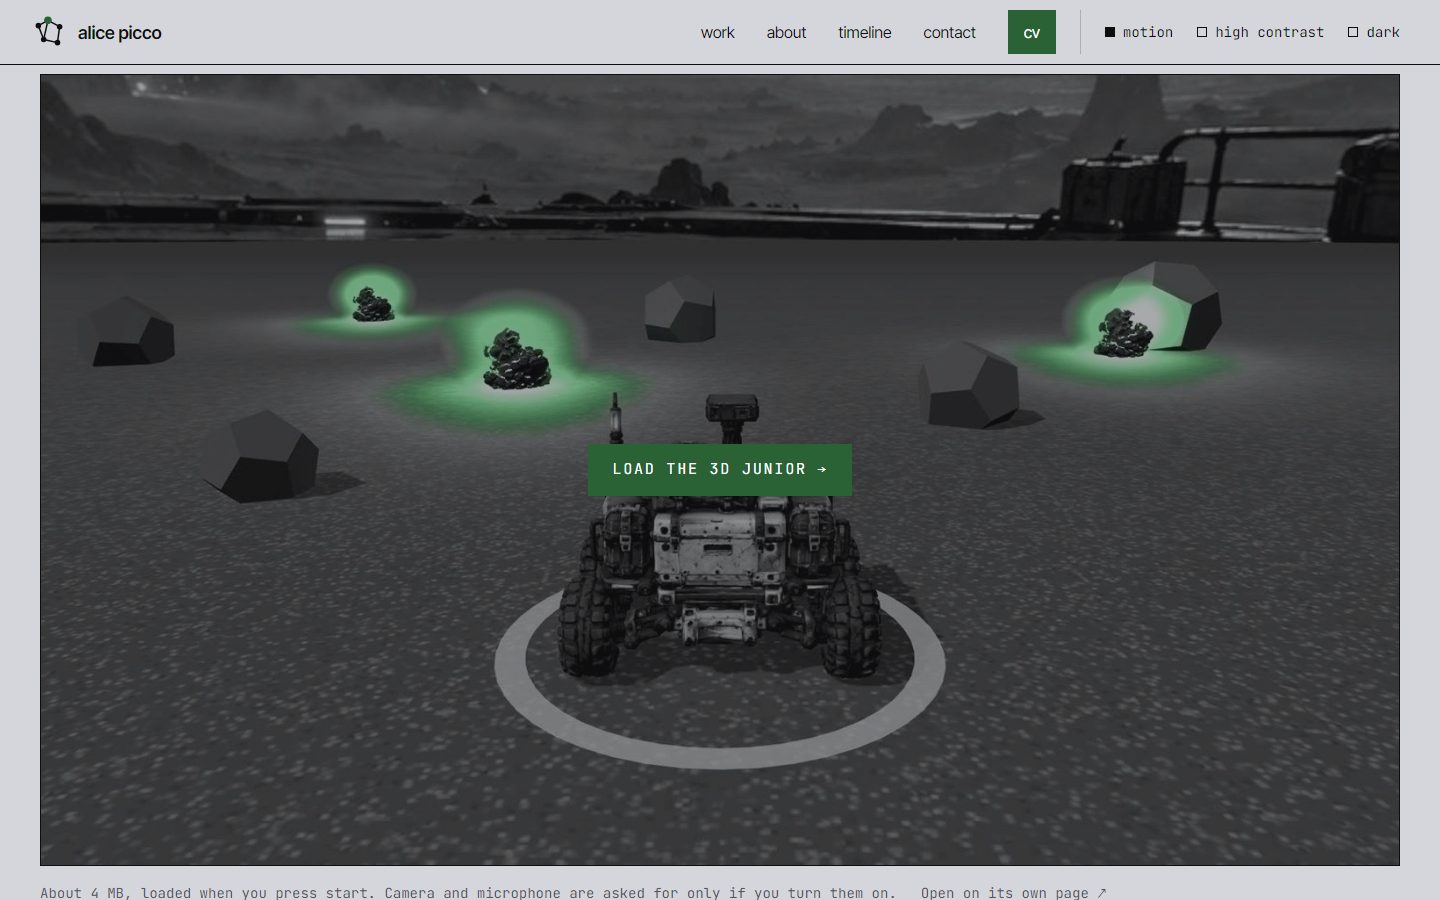 alice picco
work about timeline contact cv motion high contrast dark
LOAD THE 3D JUNIOR →
About 4 MB, loaded when you press start. Camera and microphone are asked for only if you turn them on. Open on its own page ↗